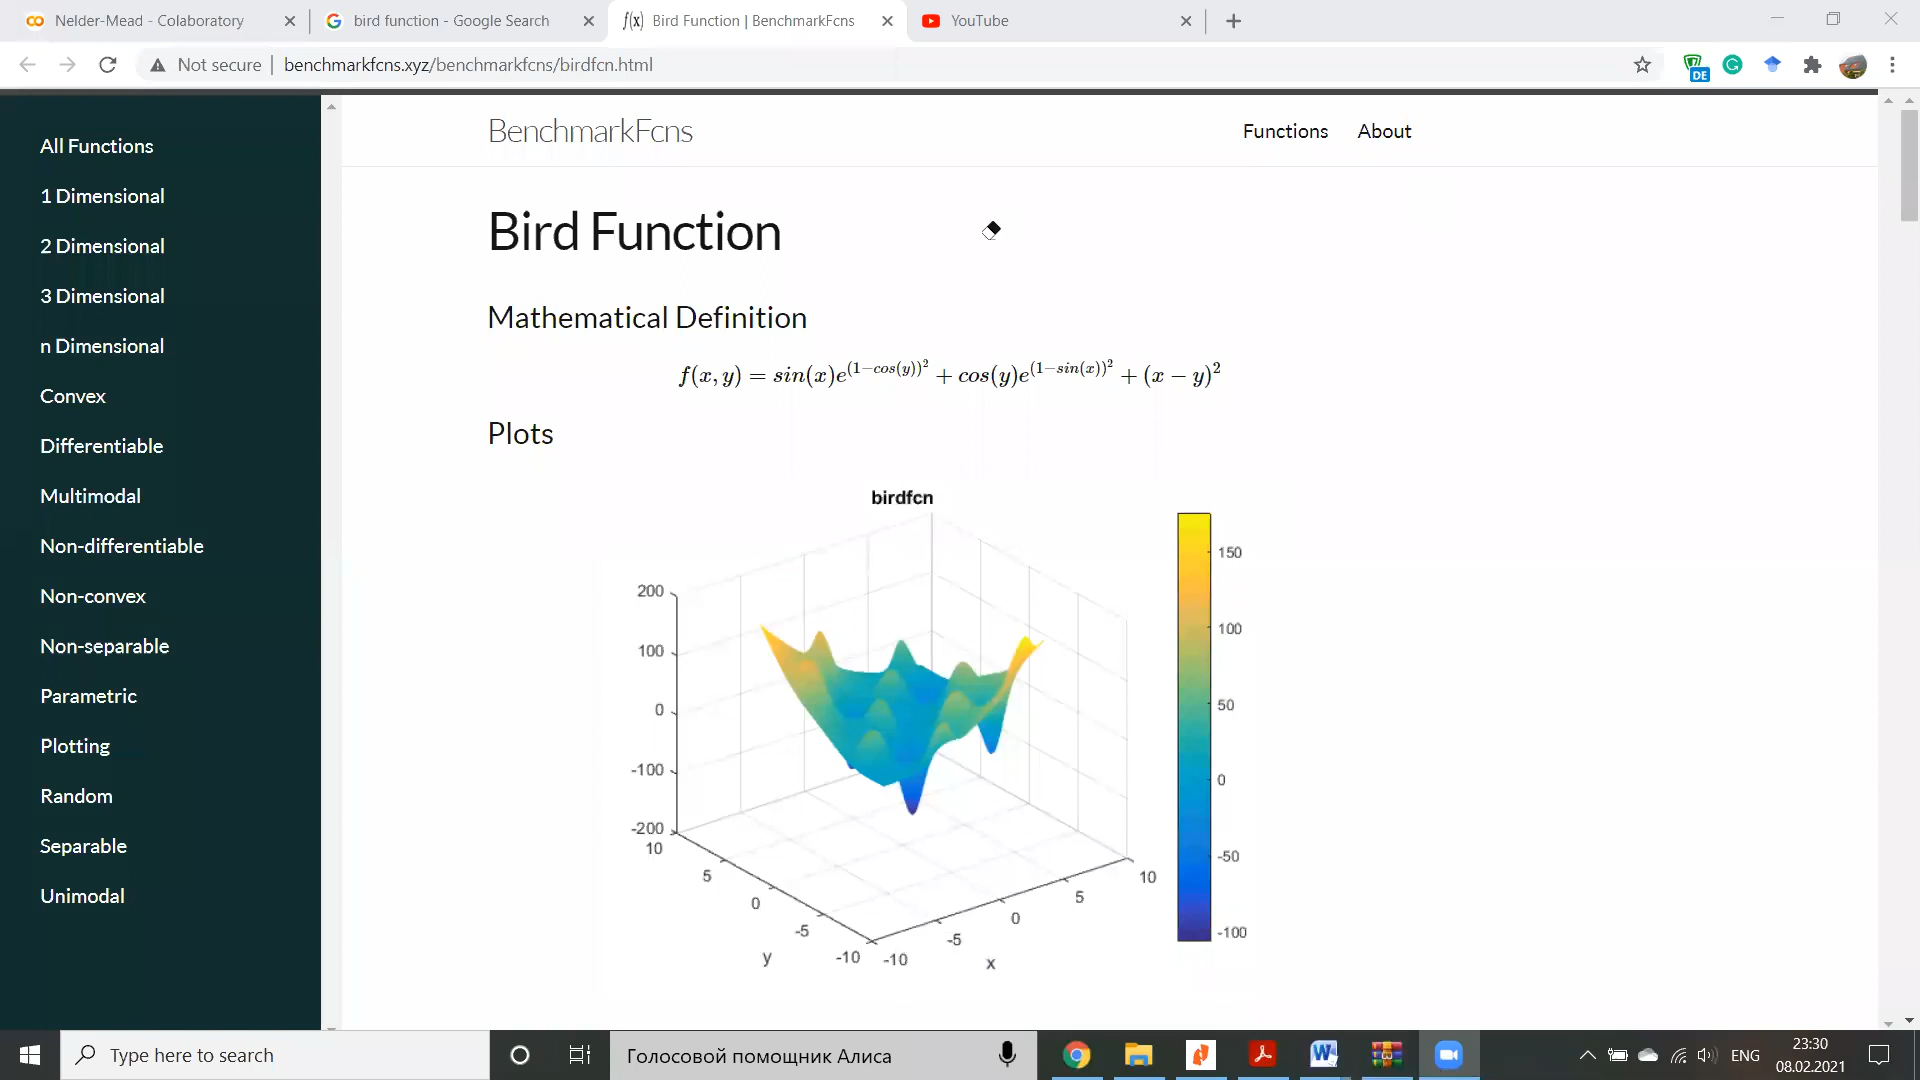 Nelder-Mead - Colaboratory
bird function - Google Search
f(x) Bird Function | BenchmarkFcns
YouTube
Not secure | benchmarkfcns.xyz/benchmarkfcns/birdfcn.html
DE
All Functions
1 Dimensional
2 Dimensional
3 Dimensional
n Dimensional
Convex
Differentiable
Multimodal
Non-differentiable
Non-convex
Non-separable
Parametric
Plotting
Random
Separable
Unimodal
BenchmarkFcns
Functions About
Bird Function
Mathematical Definition
f(x, y) = sin(x)e^{(1−cos(y))^2} + cos(y)e^{(1−sin(x))^2} + (x − y)^2
Plots
birdfcn
200
100
0
-100
-200
10
5
0
-5
-10
y
-10
-5
0
5
10
x
150
100
50
0
-50
-100
Type here to search
Голосовой помощник Алиса
ENG
23:30
08.02.2021